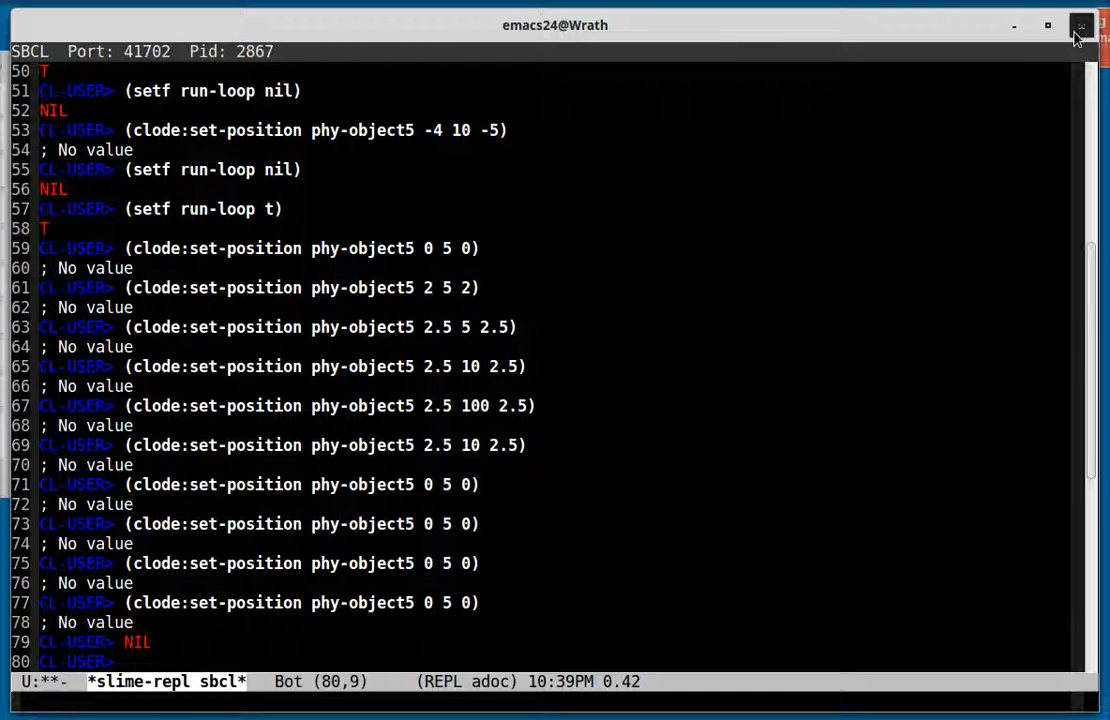 emacs24@Wrath
SBCL  Port: 41702  Pid: 2867
50 T
51 CL-USER> (setf run-loop nil)
52 NIL
53 CL-USER> (clode:set-position phy-object5 -4 10 -5)
54 ; No value
55 CL-USER> (setf run-loop nil)
56 NIL
57 CL-USER> (setf run-loop t)
58 T
59 CL-USER> (clode:set-position phy-object5 0 5 0)
60 ; No value
61 CL-USER> (clode:set-position phy-object5 2 5 2)
62 ; No value
63 CL-USER> (clode:set-position phy-object5 2.5 5 2.5)
64 ; No value
65 CL-USER> (clode:set-position phy-object5 2.5 10 2.5)
66 ; No value
67 CL-USER> (clode:set-position phy-object5 2.5 100 2.5)
68 ; No value
69 CL-USER> (clode:set-position phy-object5 2.5 10 2.5)
70 ; No value
71 CL-USER> (clode:set-position phy-object5 0 5 0)
72 ; No value
73 CL-USER> (clode:set-position phy-object5 0 5 0)
74 ; No value
75 CL-USER> (clode:set-position phy-object5 0 5 0)
76 ; No value
77 CL-USER> (clode:set-position phy-object5 0 5 0)
78 ; No value
79 CL-USER> NIL
80 CL-USER>
U:**-  *slime-repl sbcl*   Bot (80,9)     (REPL adoc) 10:39PM 0.42